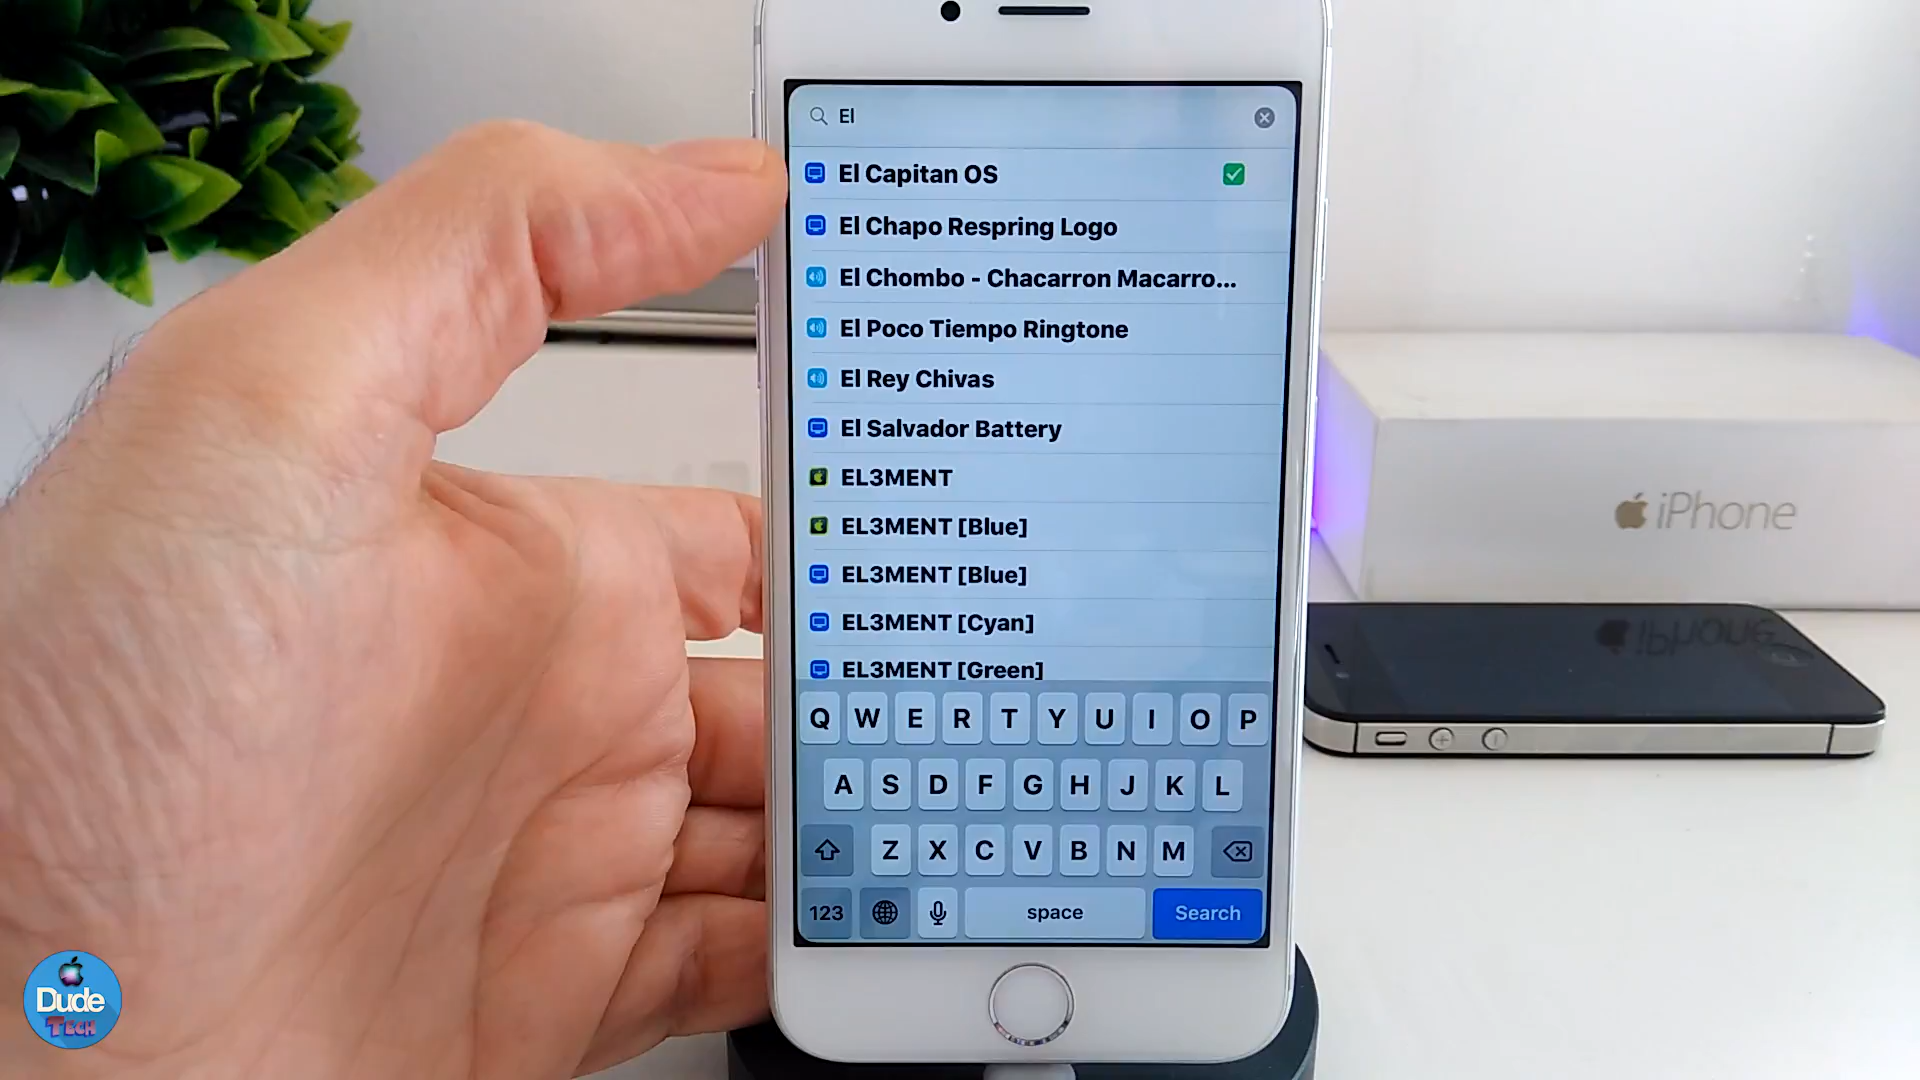 El
El Capitan OS
El Chapo Respring Logo
El Chombo - Chacarron Macarro...
El Poco Tiempo Ringtone
El Rey Chivas
El Salvador Battery
EL3MENT
EL3MENT [Blue]
EL3MENT [Blue]
EL3MENT [Cyan]
EL3MENT [Green]
Q W E R T Y U I O P
A S D F G H J K L
Z X C V B N M
123 space Search
iPhone
iPhone
Dude
TECH